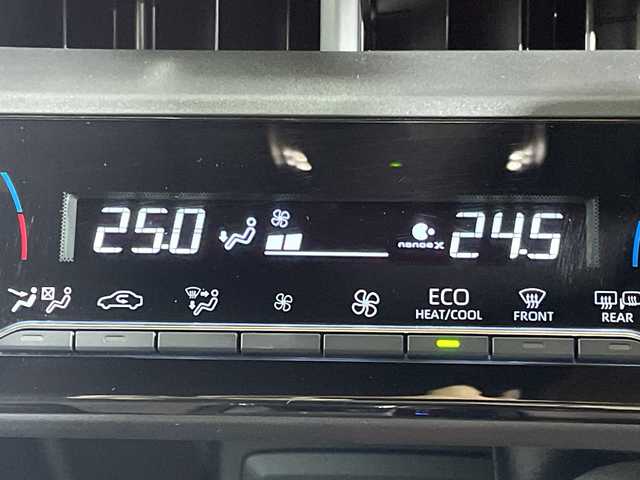 25.0 nanoe X 24.5
ECO
HEAT/COOL FRONT REAR